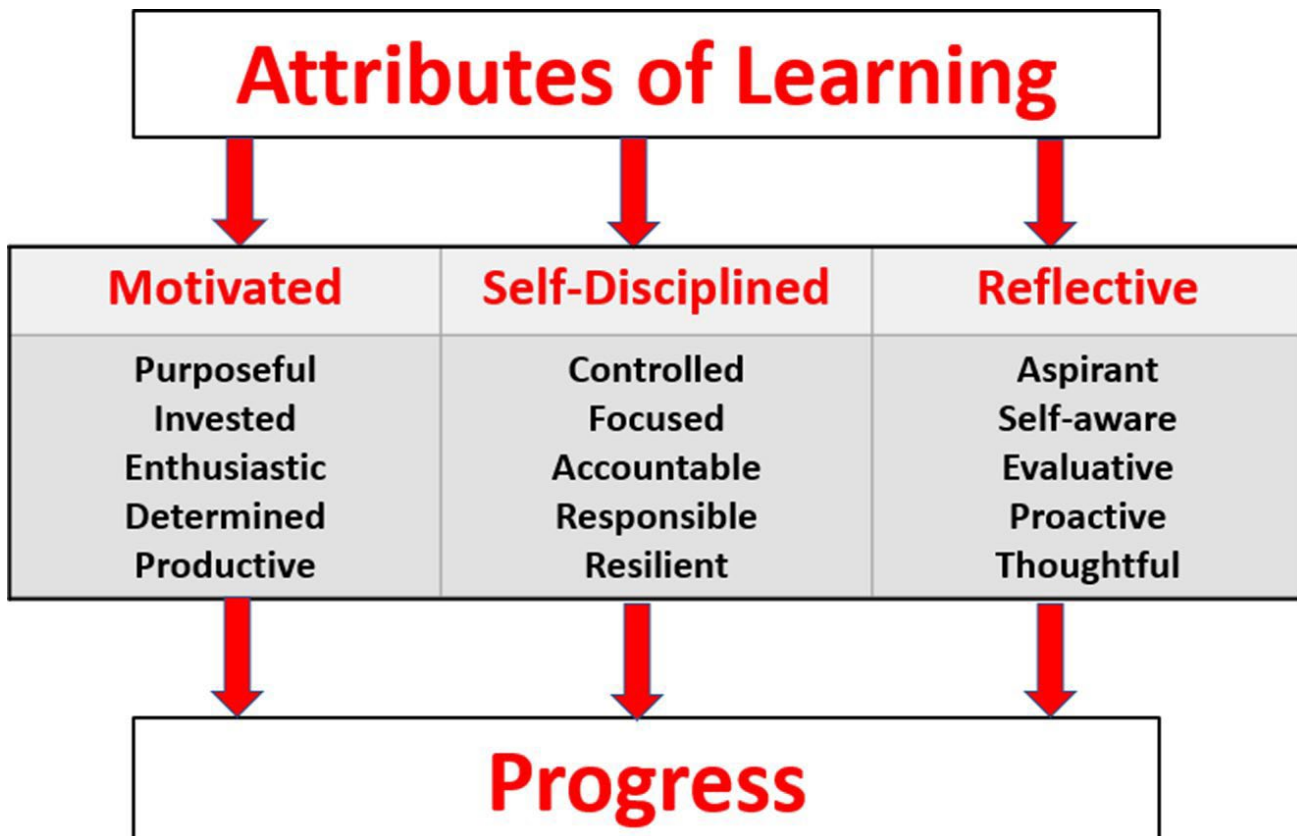 Attributes of Learning
Motivated Self-Disciplined Reflective
Purposeful Controlled Aspirant
Invested Focused Self-aware
Enthusiastic Accountable Evaluative
Determined Responsible Proactive
Productive Resilient Thoughtful
Progress